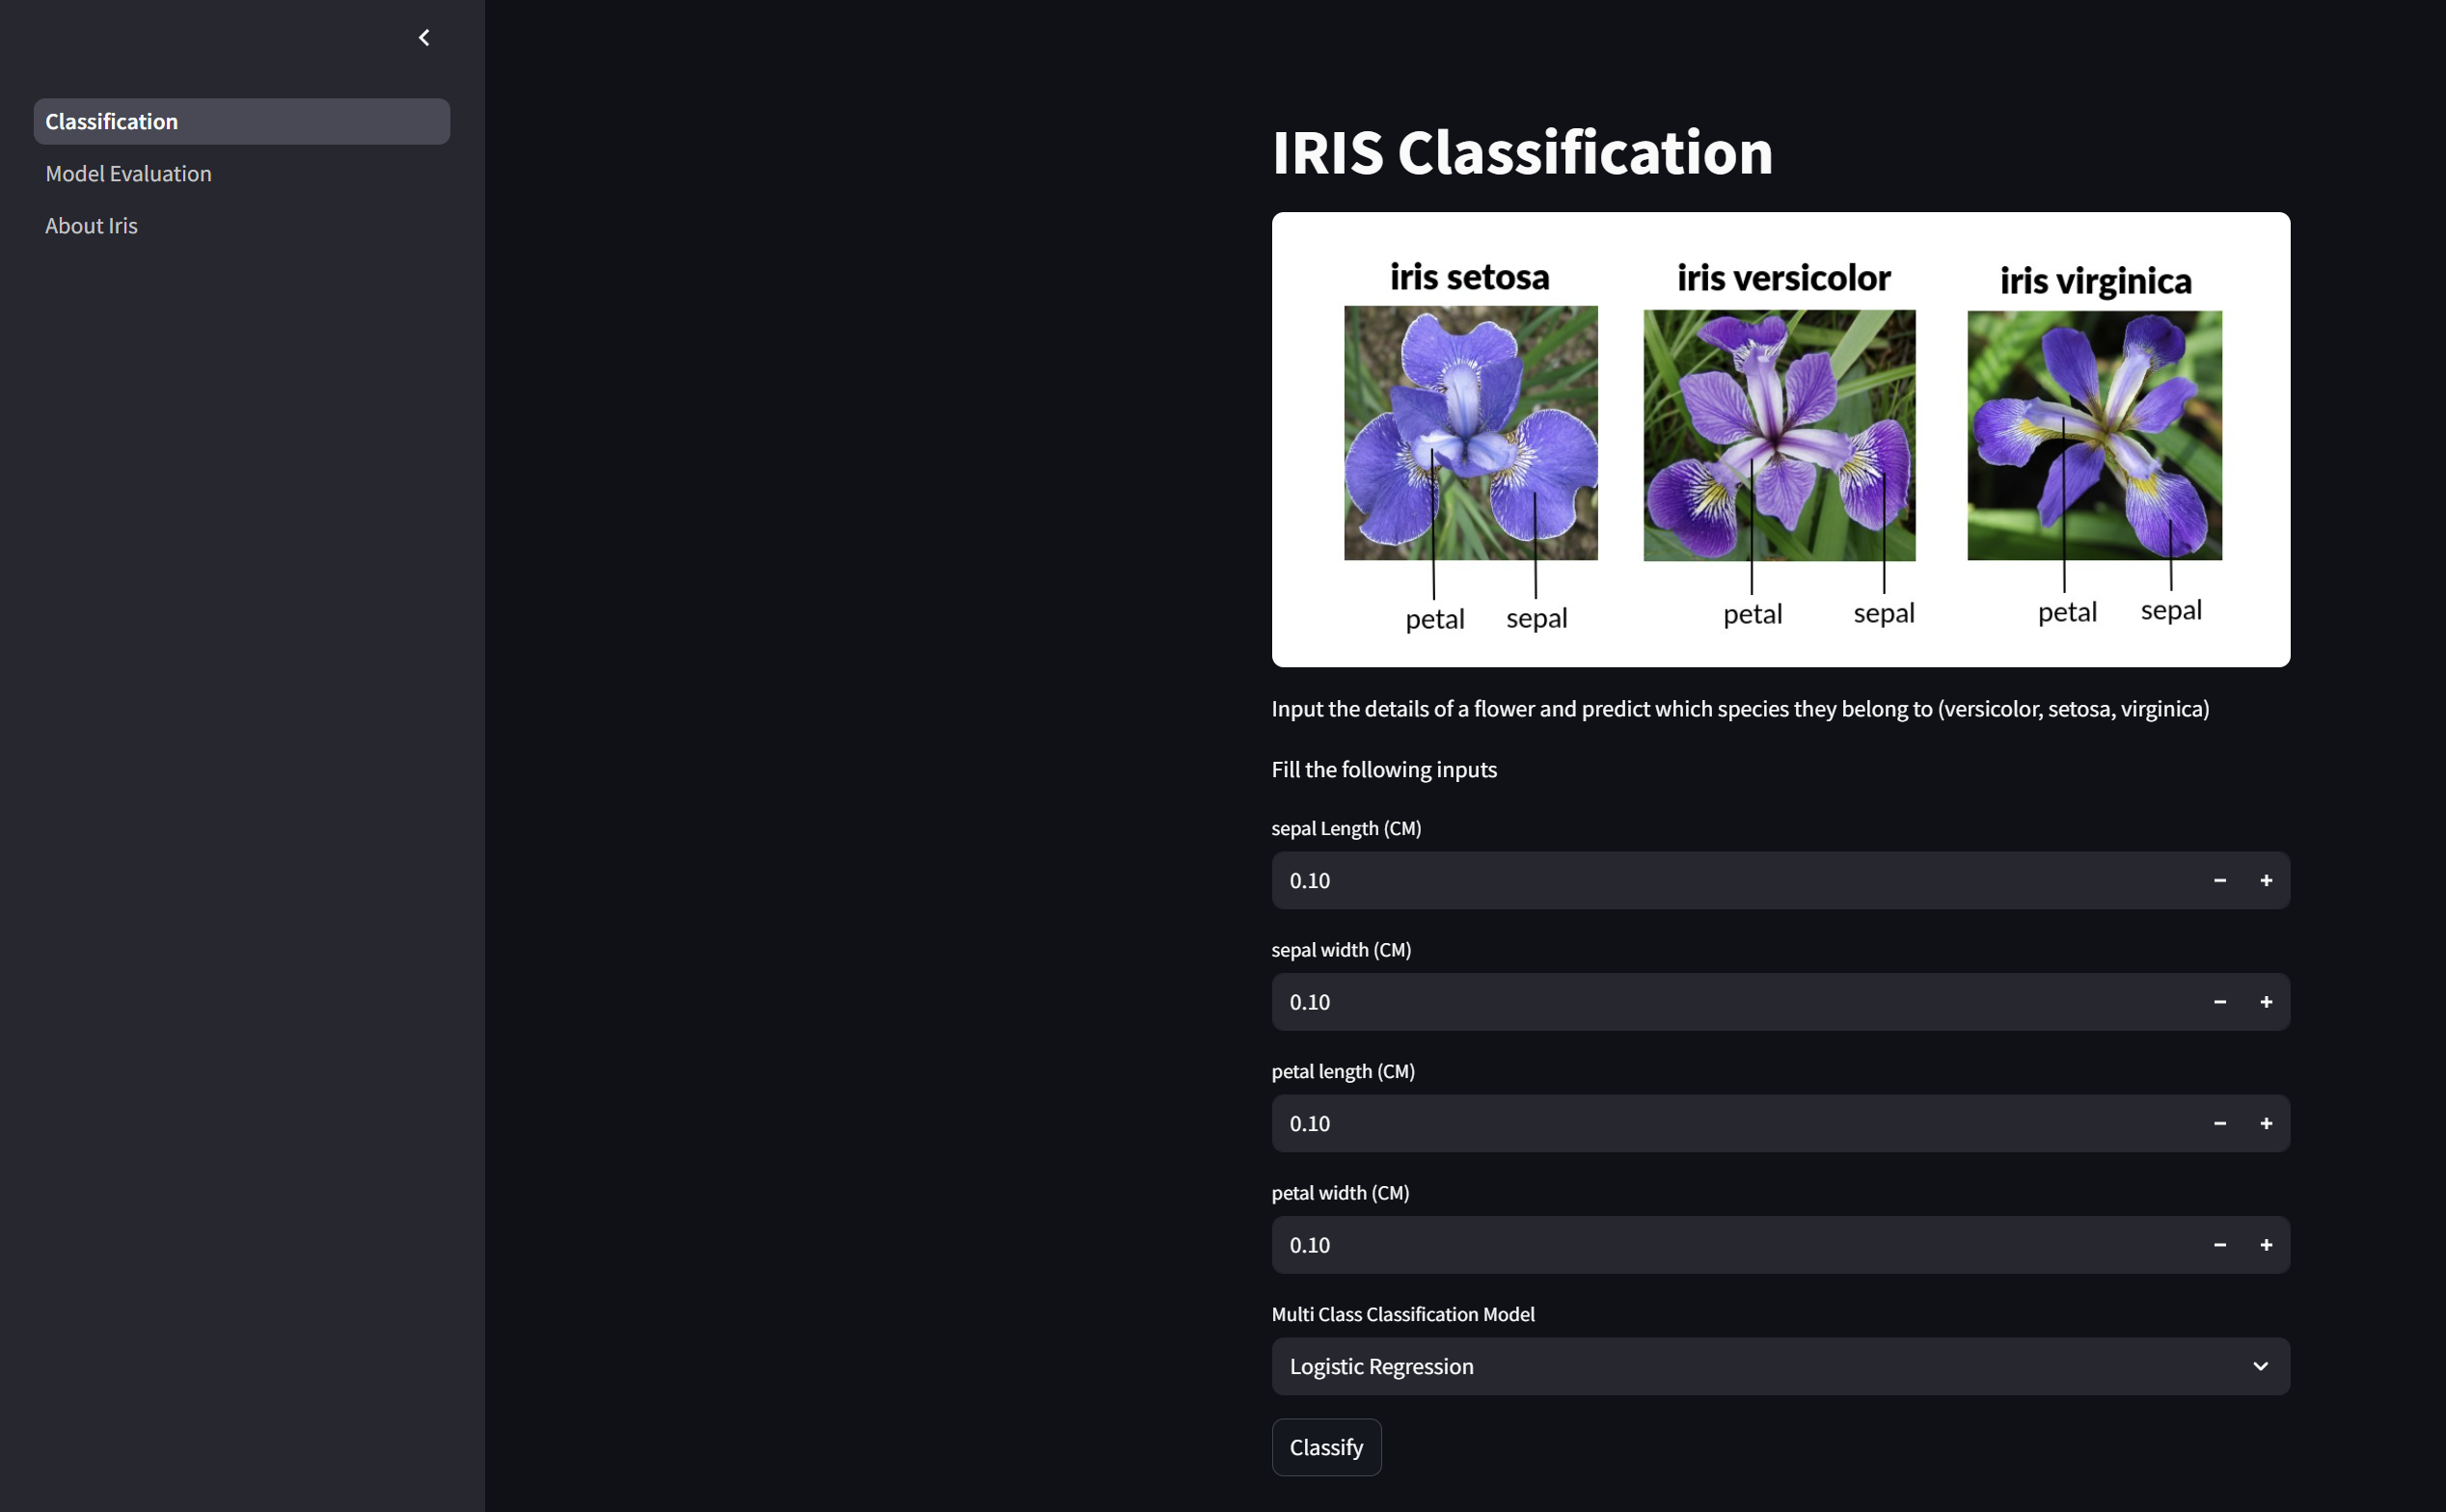 Classification
Model Evaluation
About Iris
IRIS Classification
iris setosa
iris versicolor
iris virginica
petal
sepal
petal
sepal
petal
sepal
Input the details of a flower and predict which species they belong to (versicolor, setosa, virginica)
Fill the following inputs
sepal Length (CM)
0.10
sepal width (CM)
0.10
petal length (CM)
0.10
petal width (CM)
0.10
Multi Class Classification Model
Logistic Regression
Classify